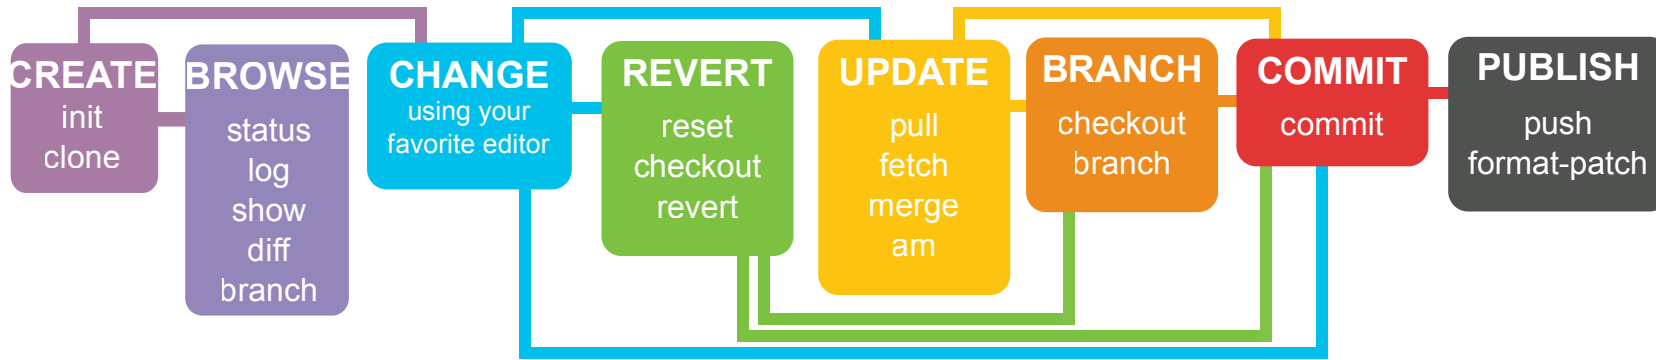 CREATE
init
clone
BROWSE
status
log
show
diff
branch
CHANGE
using your
favorite editor
REVERT
reset
checkout
revert
UPDATE
pull
fetch
merge
am
BRANCH
checkout
branch
COMMIT
commit
PUBLISH
push
format-patch